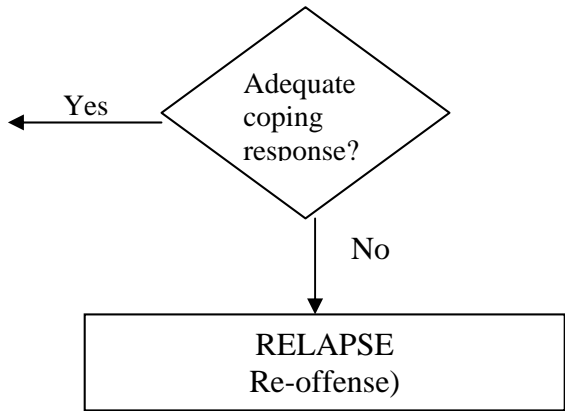 Adequate
Yes
coping
response?
No
RELAPSE
Re-offense)